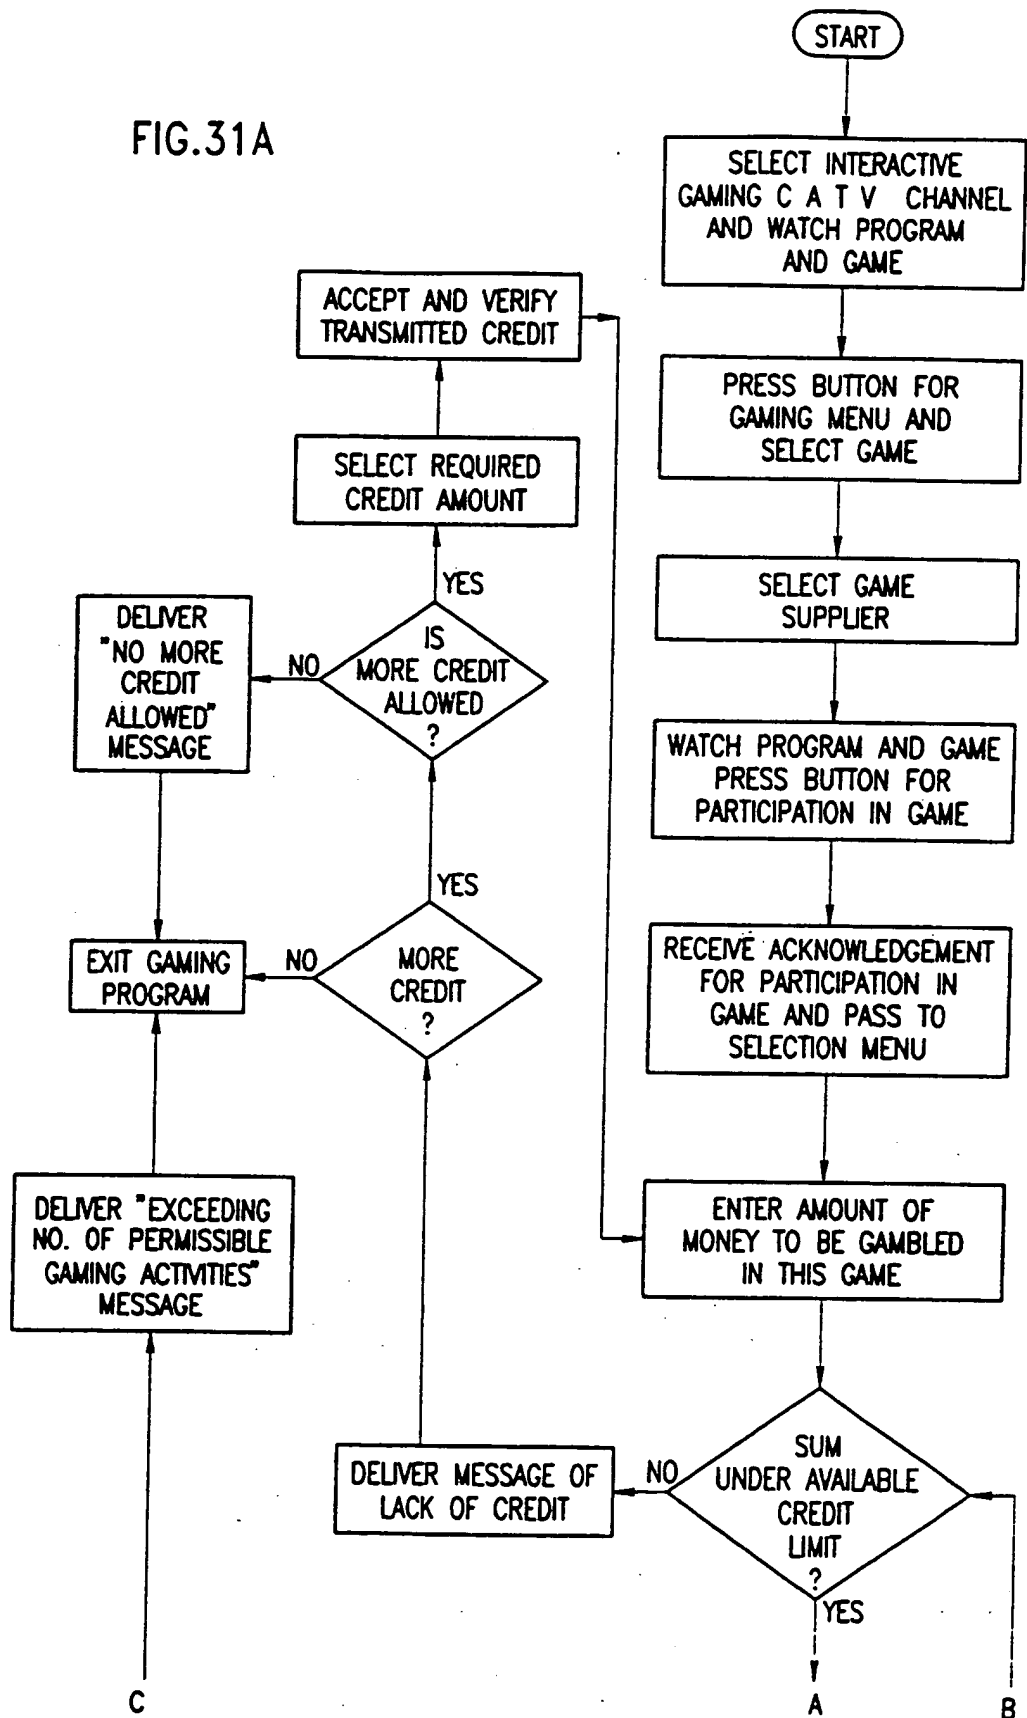 FIG.31A
START
SELECT INTERACTIVE
GAMING C A T V CHANNEL
AND WATCH PROGRAM
AND GAME
PRESS BUTTON FOR
GAMING MENU AND
SELECT GAME
SELECT GAME
SUPPLIER
WATCH PROGRAM AND GAME
PRESS BUTTON FOR
PARTICIPATION IN GAME
RECEIVE ACKNOWLEDGEMENT
FOR PARTICIPATION IN
GAME AND PASS TO
SELECTION MENU
ENTER AMOUNT OF
MONEY TO BE GAMBLED
IN THIS GAME
SUM
UNDER AVAILABLE
CREDIT
LIMIT
?
NO
YES
A
B
DELIVER MESSAGE OF
LACK OF CREDIT
MORE
CREDIT
?
NO
YES
IS
MORE CREDIT
ALLOWED
?
NO
YES
SELECT REQUIRED
CREDIT AMOUNT
ACCEPT AND VERIFY
TRANSMITTED CREDIT
DELIVER
"NO MORE
CREDIT
ALLOWED"
MESSAGE
EXIT GAMING
PROGRAM
DELIVER "EXCEEDING
NO. OF PERMISSIBLE
GAMING ACTIVITIES"
MESSAGE
C